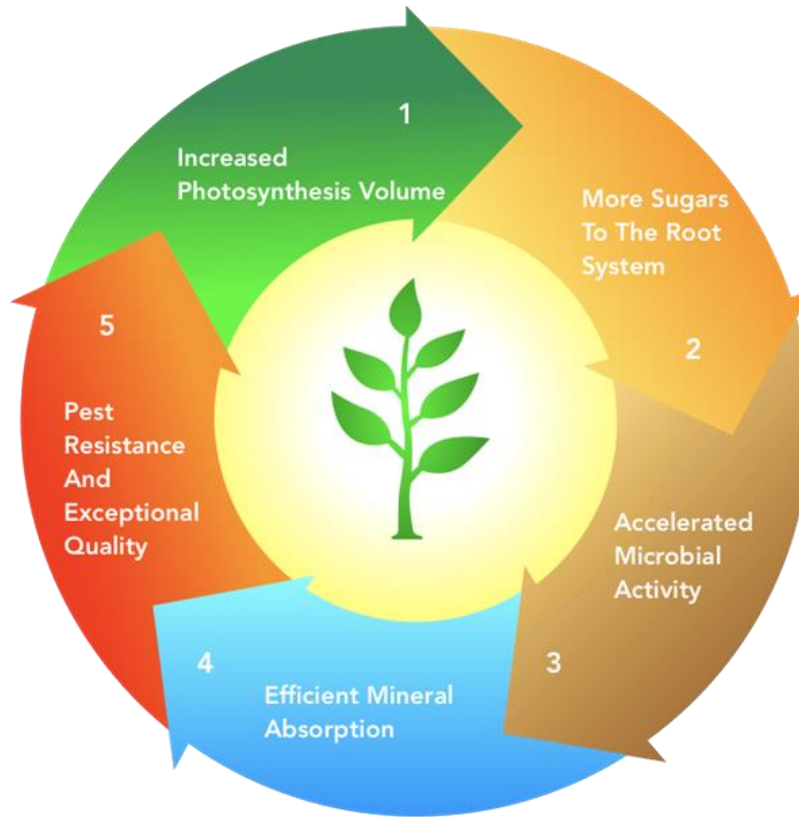 1
Increased
Photosynthesis Volume
More Sugars
To The Root
System
2
Accelerated
Microbial
Activity
3
Efficient Mineral
Absorption
4
Pest
Resistance
And
Exceptional
Quality
5